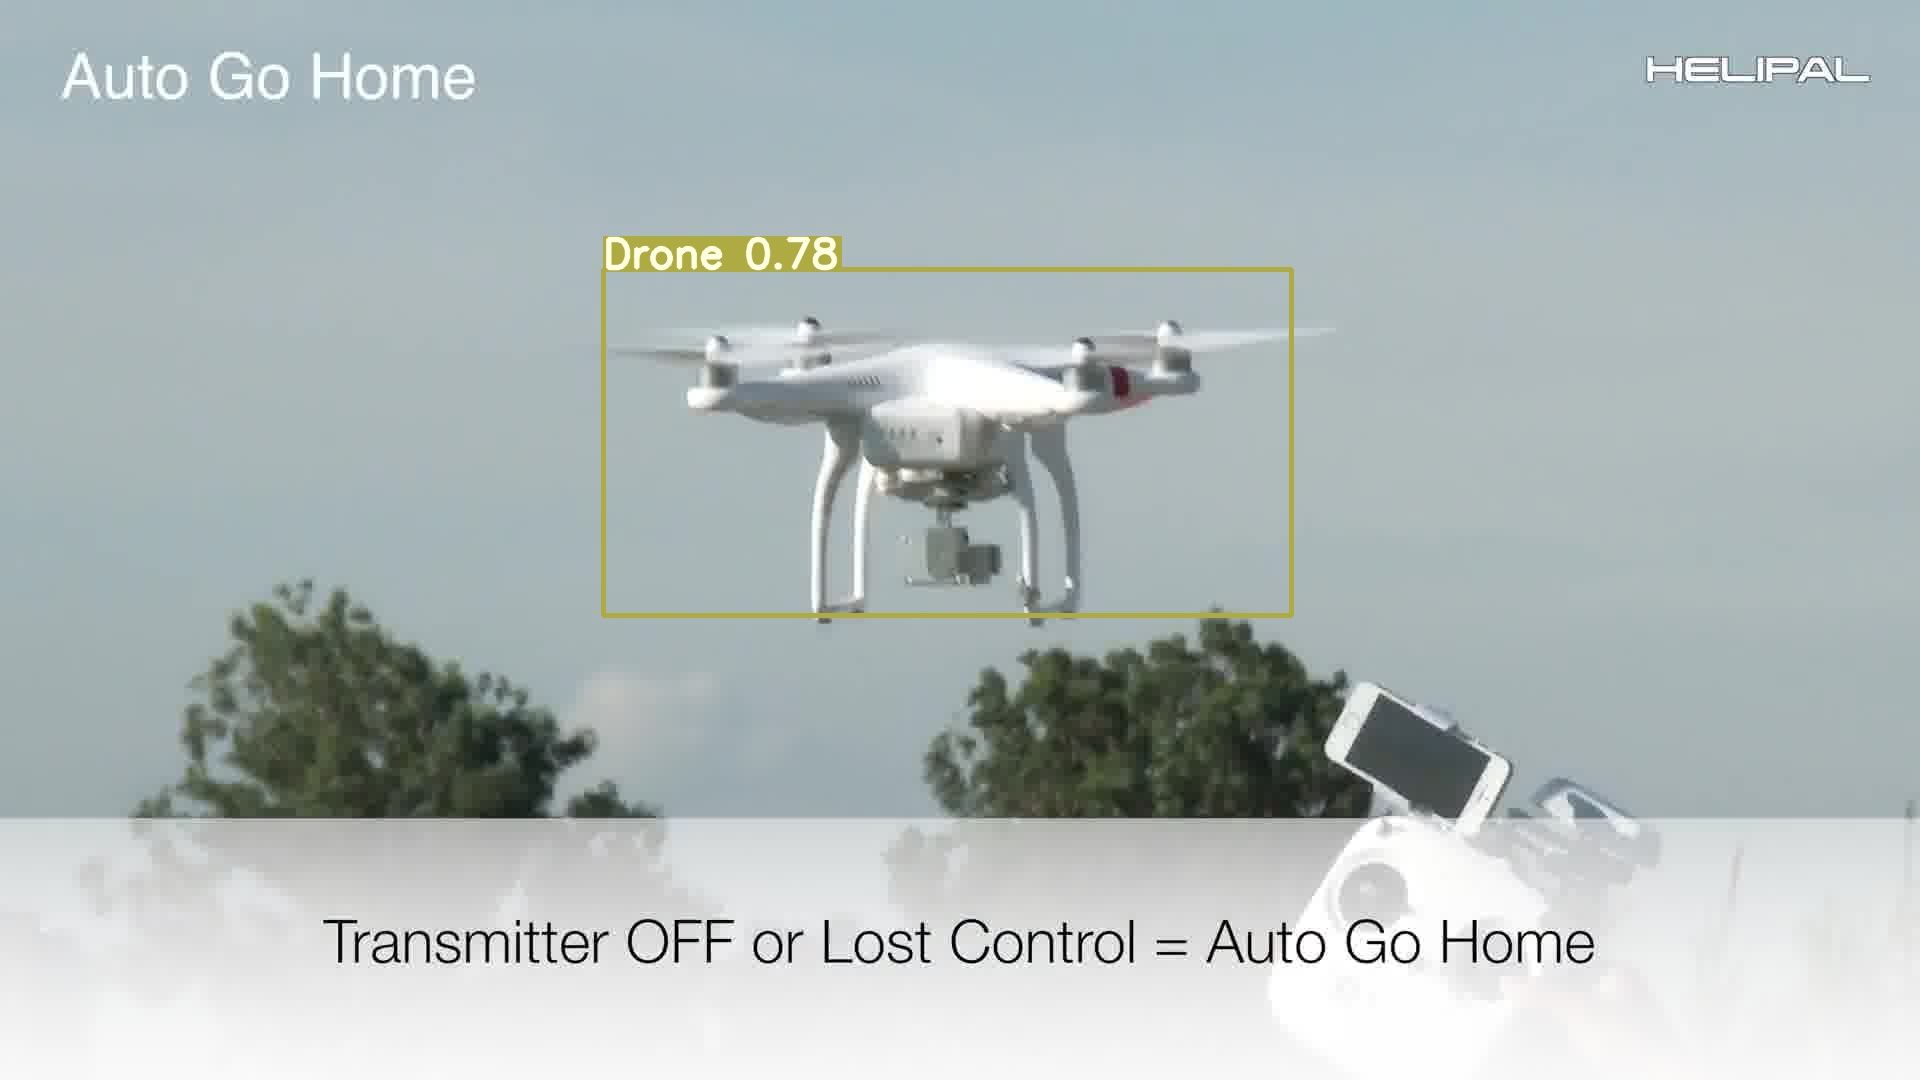 Auto Go Home
HELIPAL
Drone 0.78
Transmitter OFF or Lost Control = Auto Go Home